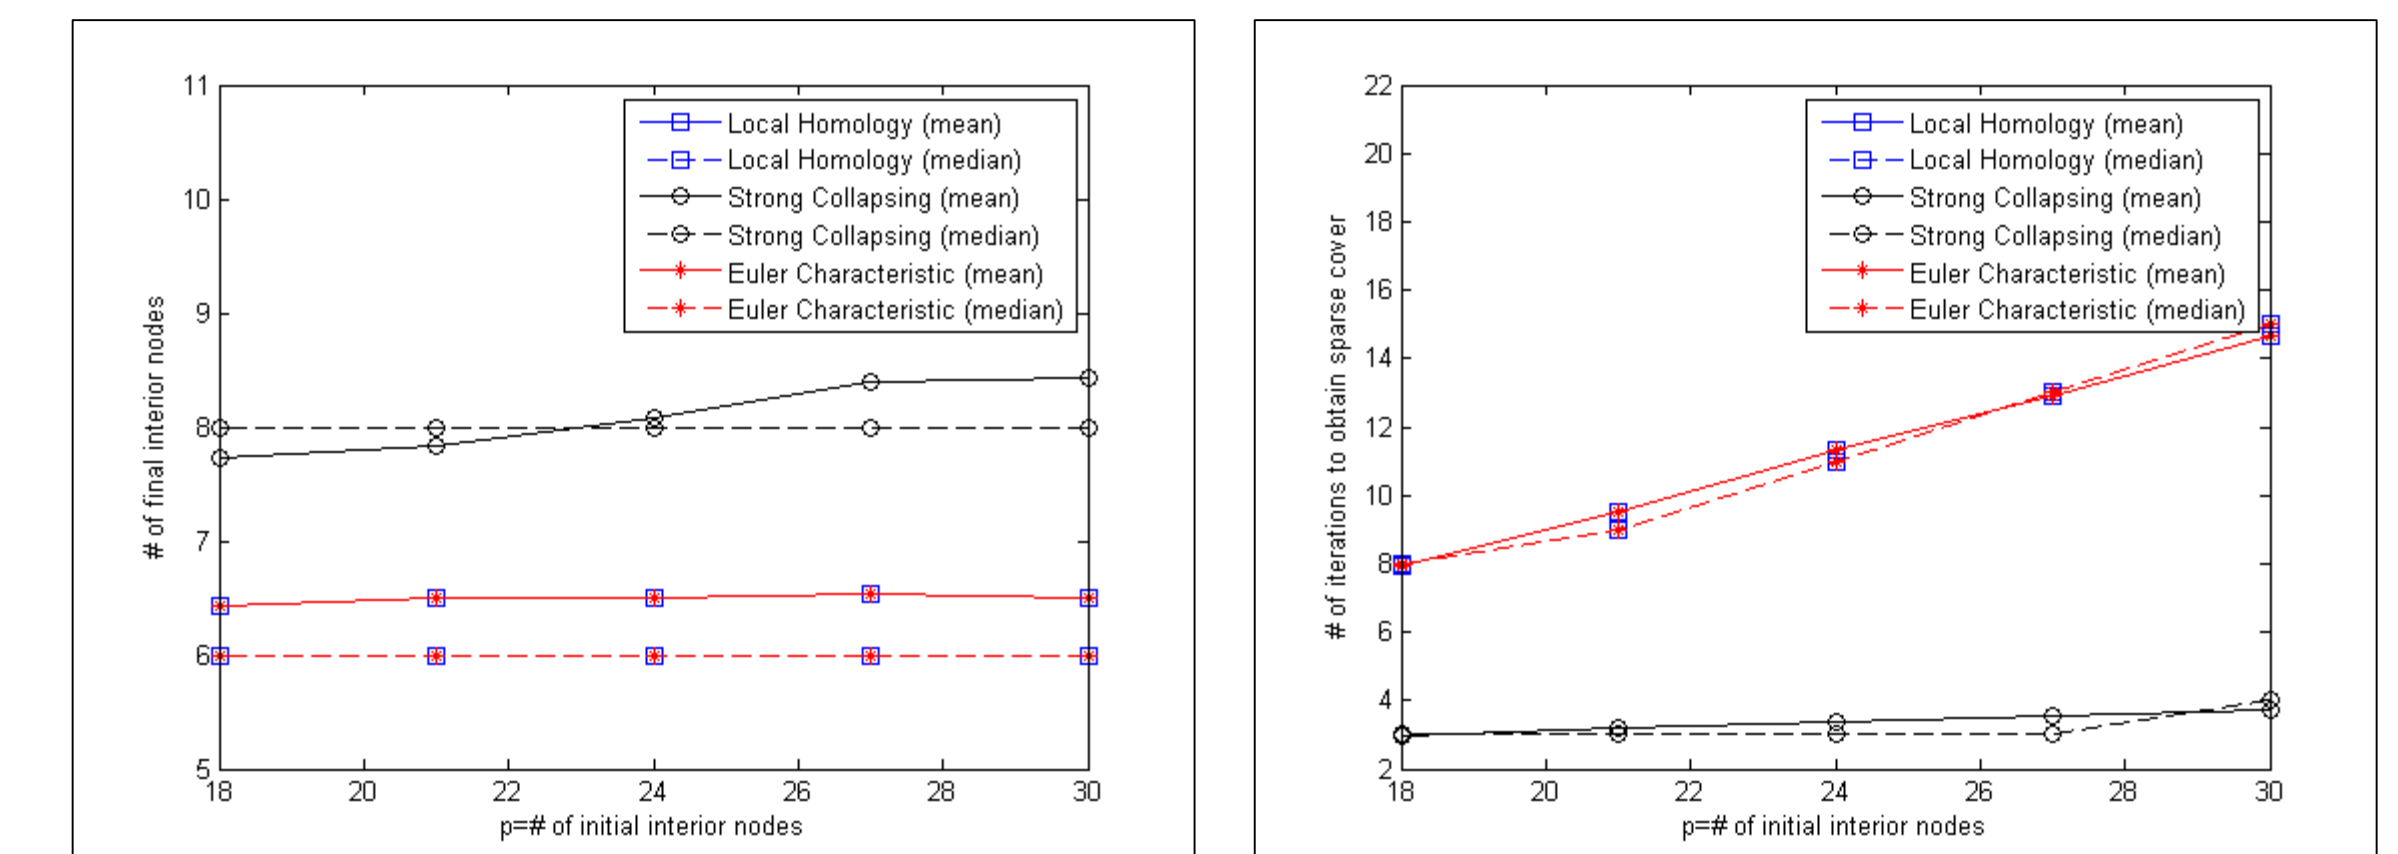 11
10
9
8
7
6
5
18 20 22 24 26 28 30
# of final interior nodes
p=# of initial interior nodes
Local Homology (mean)
Local Homology (median)
Strong Collapsing (mean)
Strong Collapsing (median)
Euler Characteristic (mean)
Euler Characteristic (median)
22
20
18
16
14
12
10
8
6
4
2
18 20 22 24 26 28 30
# of iterations to obtain sparse cover
p=# of initial interior nodes
Local Homology (mean)
Local Homology (median)
Strong Collapsing (mean)
Strong Collapsing (median)
Euler Characteristic (mean)
Euler Characteristic (median)